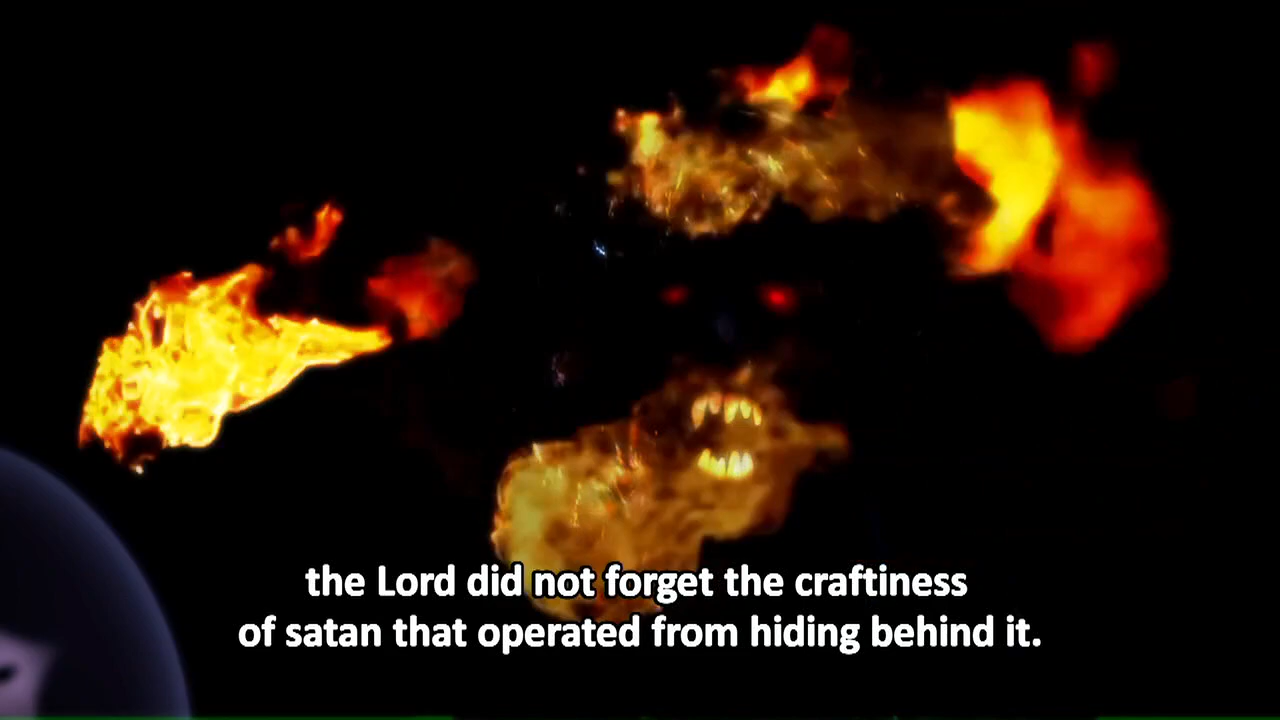 the Lord did not forget the craftiness
of satan that operated from hiding behind it.